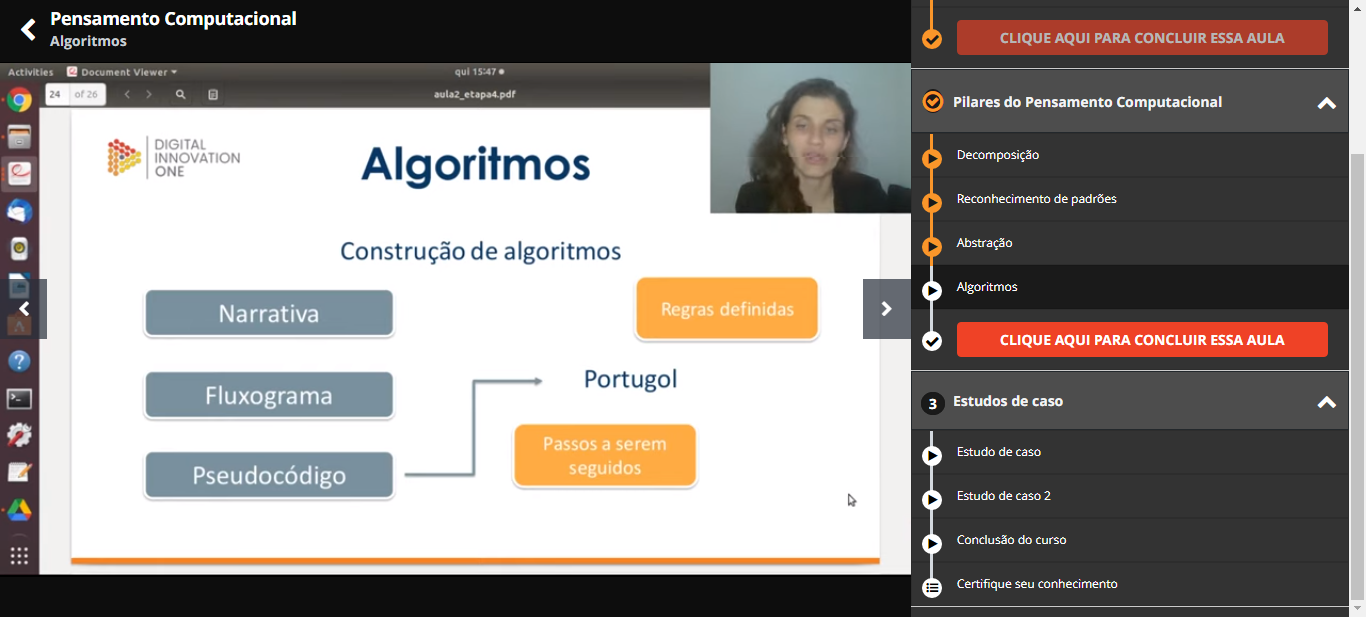 Pensamento Computacional
Algoritmos
Activities
Document Viewer
qui 15:47
24 of 26
aula2_etapa4.pdf
DIGITAL
INNOVATION
ONE
Algoritmos
Construção de algoritmos
Narrativa
Regras definidas
Fluxograma
Portugol
Passos a serem
seguidos
Pseudocódigo
CLIQUE AQUI PARA CONCLUIR ESSA AULA
Pilares do Pensamento Computacional
Decomposição
Reconhecimento de padrões
Abstração
Algoritmos
CLIQUE AQUI PARA CONCLUIR ESSA AULA
3 Estudos de caso
Estudo de caso
Estudo de caso 2
Conclusão do curso
Certifique seu conhecimento